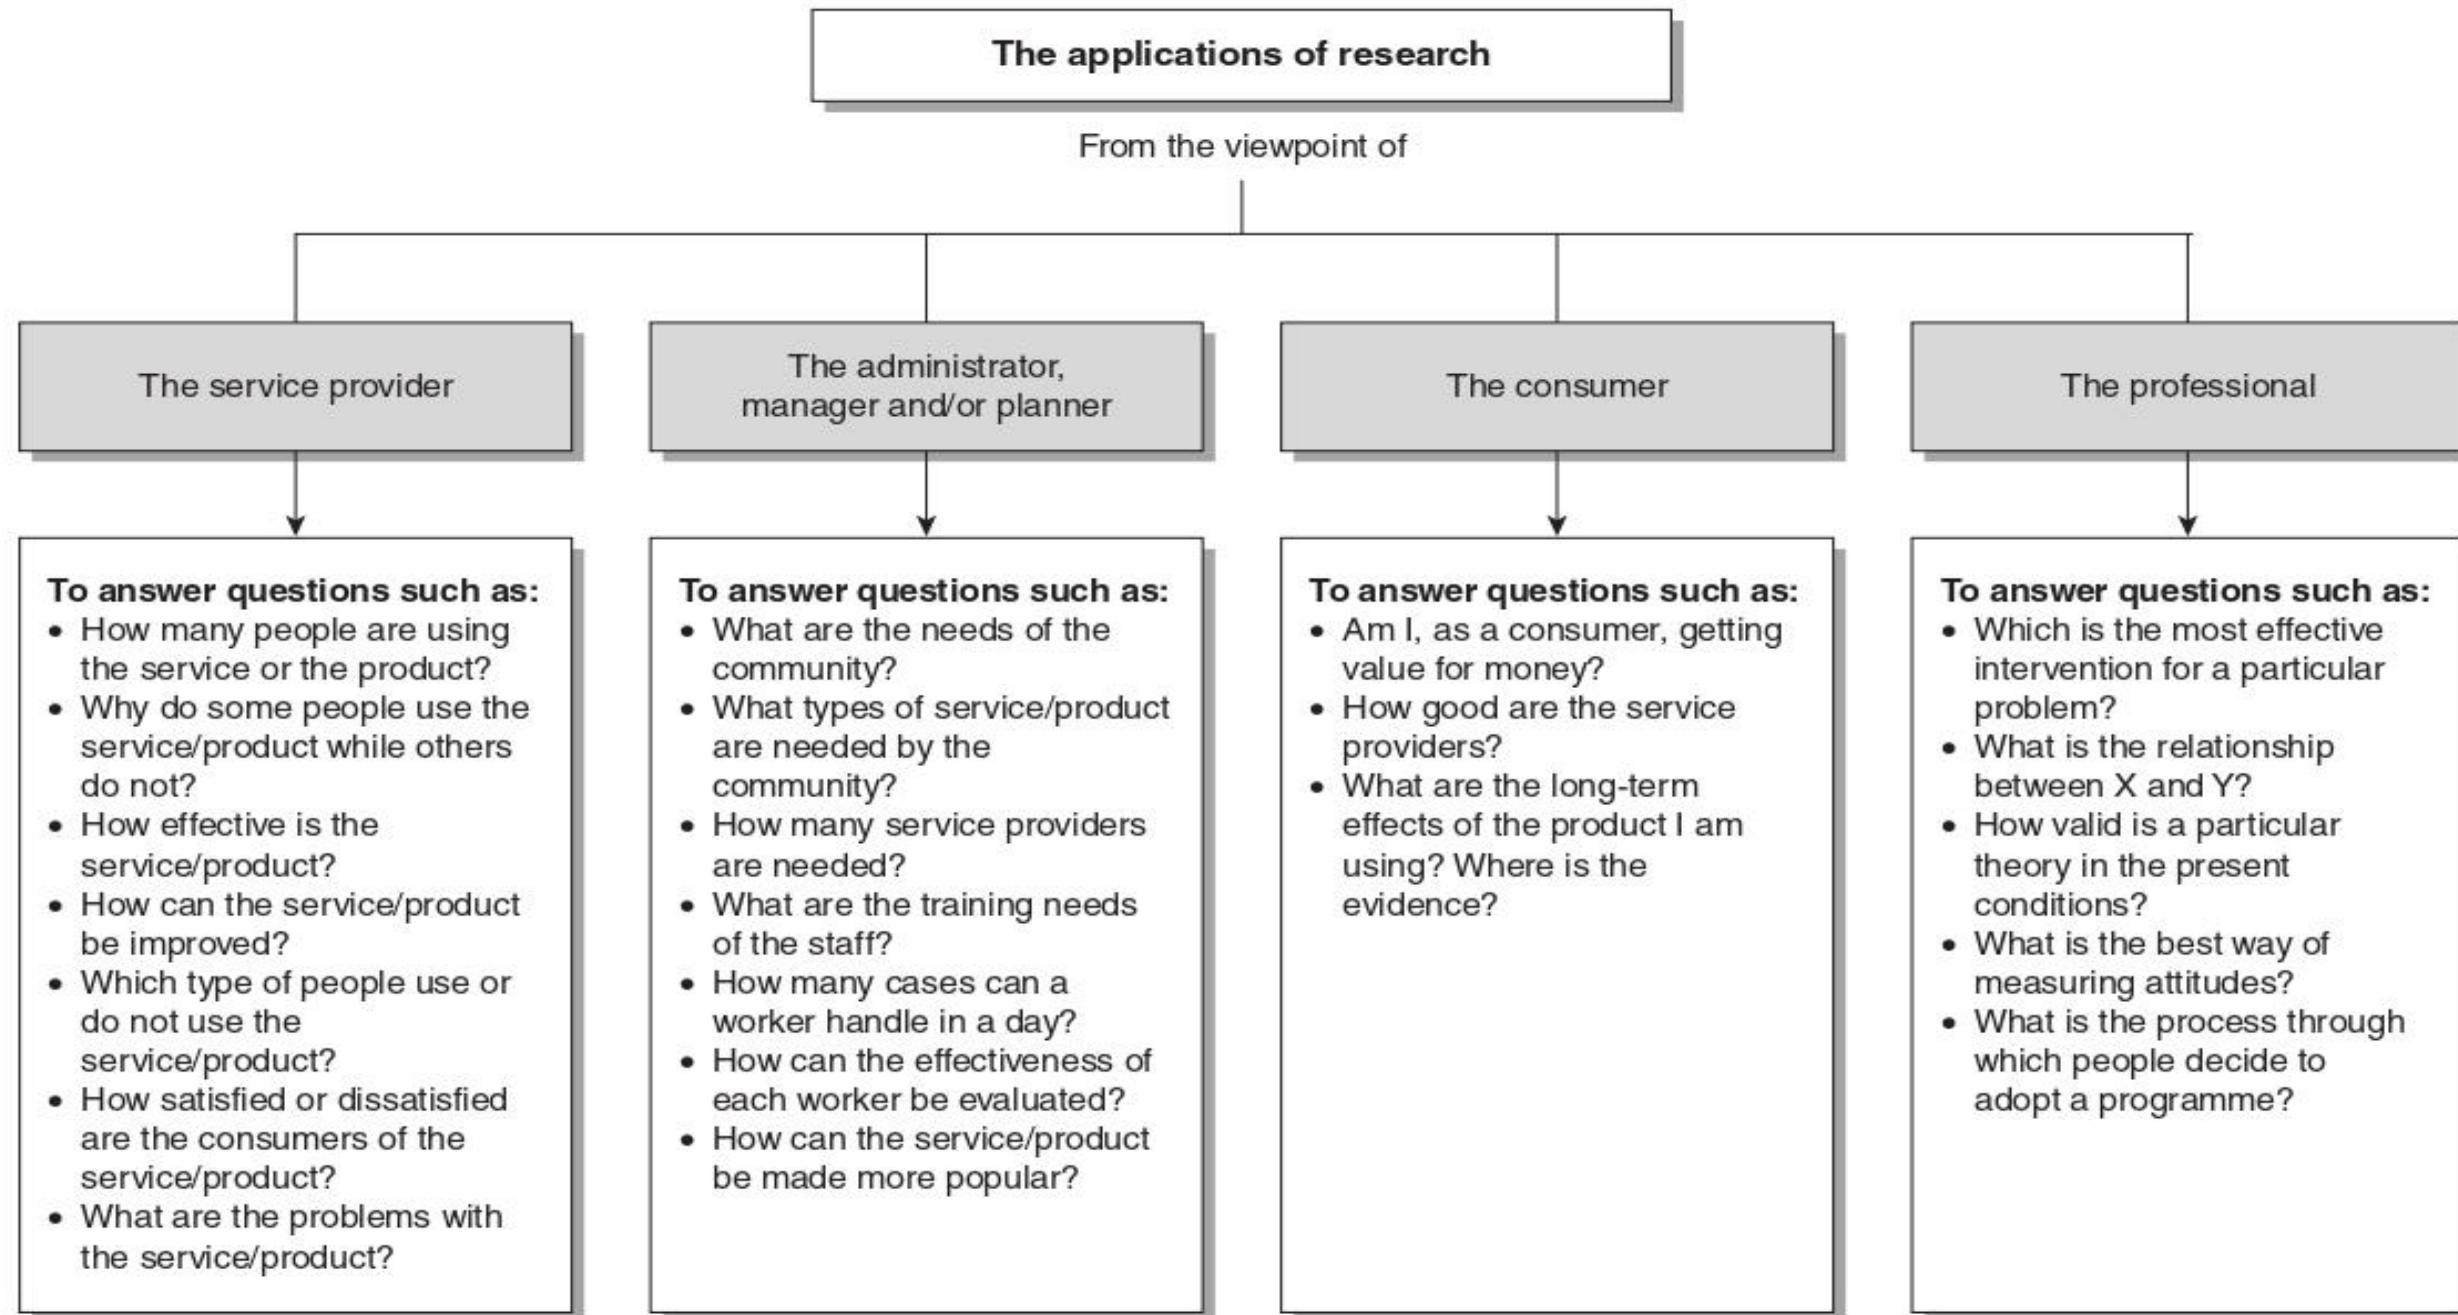 The applications of research
From the viewpoint of
The service provider
The administrator,
manager and/or planner
The consumer
The professional
To answer questions such as:
• How many people are using
the service or the product?
• Why do some people use the
service/product while others
do not?
• How effective is the
service/product?
• How can the service/product
be improved?
• Which type of people use or
do not use the
service/product?
• How satisfied or dissatisfied
are the consumers of the
service/product?
• What are the problems with
the service/product?
To answer questions such as:
• What are the needs of the
community?
• What types of service/product
are needed by the
community?
• How many service providers
are needed?
• What are the training needs
of the staff?
• How many cases can a
worker handle in a day?
• How can the effectiveness of
each worker be evaluated?
• How can the service/product
be made more popular?
To answer questions such as:
• Am I, as a consumer, getting
value for money?
• How good are the service
providers?
• What are the long-term
effects of the product I am
using? Where is the
evidence?
To answer questions such as:
• Which is the most effective
intervention for a particular
problem?
• What is the relationship
between X and Y?
• How valid is a particular
theory in the present
conditions?
• What is the best way of
measuring attitudes?
• What is the process through
which people decide to
adopt a programme?